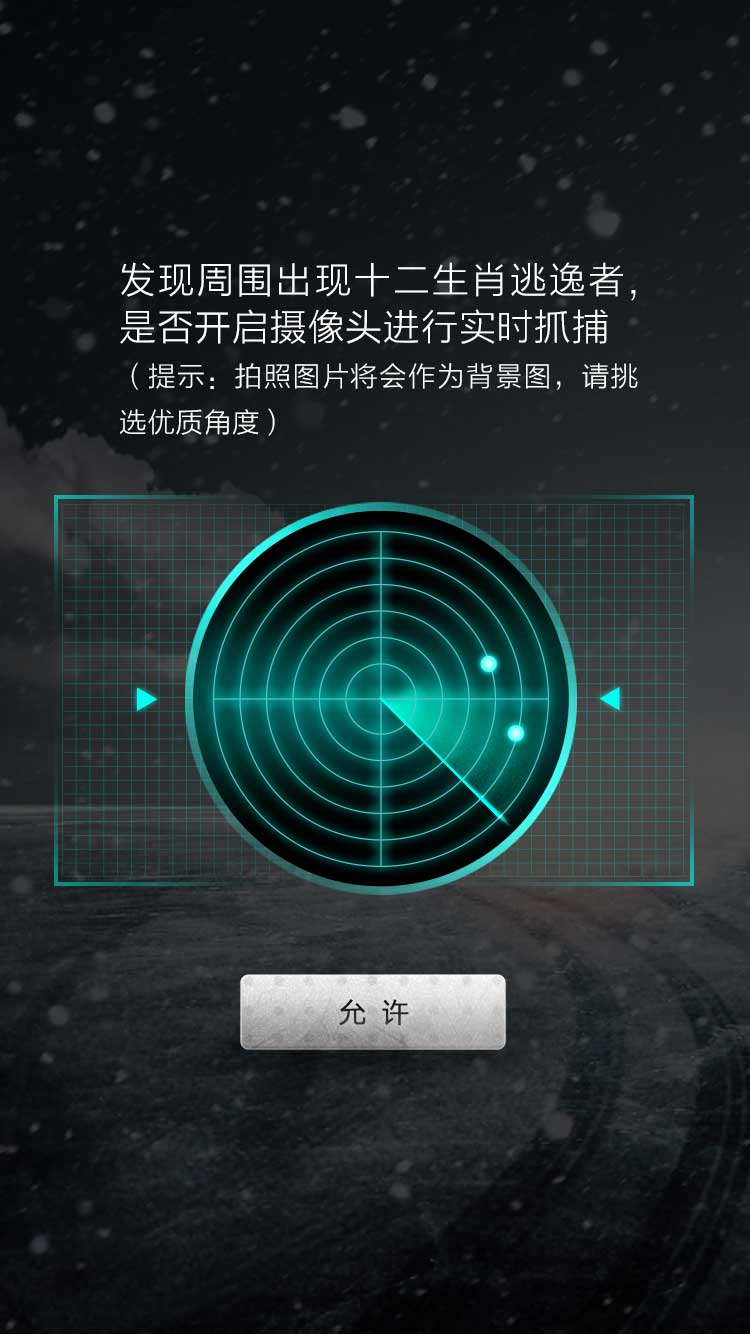 发现周围出现十二生肖逃逸者，
是否开启摄像头进行实时抓捕
（提示：拍照图片将会作为背景图，请挑
选优质角度）
允许